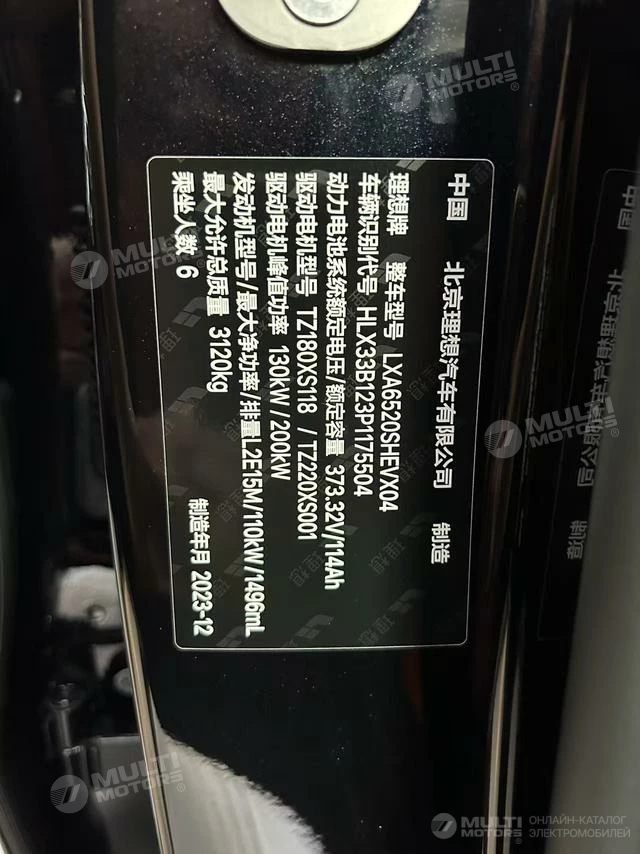 中国 北京理想汽车有限公司 制造
理想牌 整车型号 LXA6520SHEVX04
车辆识别代号 HLX33B123P1175504
动力电池系统额定电压/额定容量 373.32V/114Ah
驱动电机型号 TZ180XS118 / TZ220XS001
驱动电机峰值功率 130kW/200kW
发动机型号/最大净功率/排量L2E15M/110kW/1496mL
最大允许总质量 3120kg
乘坐人数 6 制造年月 2023-12
MULTI MOTORS®
MULTI MOTORS®
MULTI MOTORS®
MULTI MOTORS®
MULTI MOTORS® ОНЛАЙН-КАТАЛОГ
ЭЛЕКТРОМОБИЛЕЙ